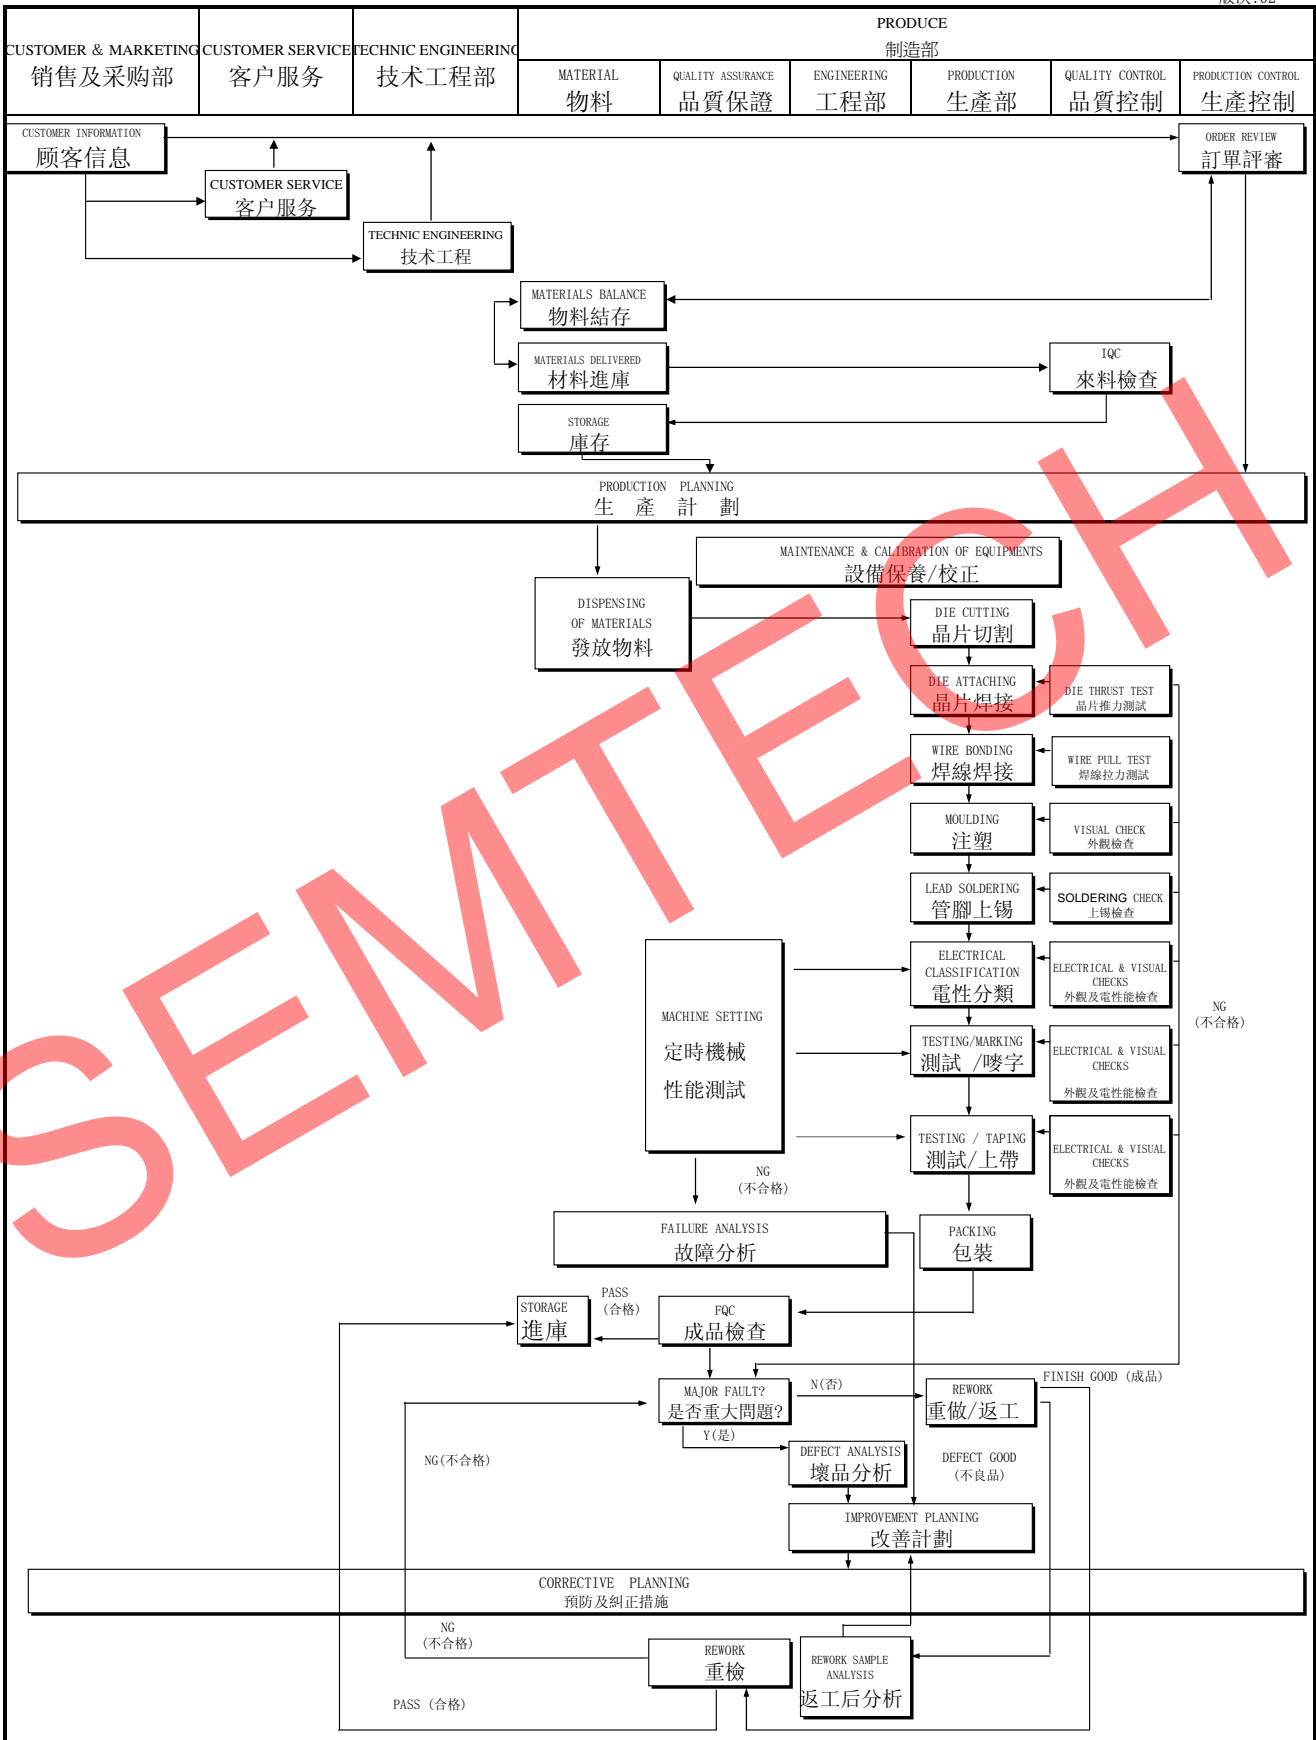 CUSTOMER & MARKETING
销售及采购部
CUSTOMER SERVICE
客户服务
TECHNIC ENGINEERING
技术工程部
PRODUCE
制造部
MATERIAL
物料
QUALITY ASSURANCE
品質保證
ENGINEERING
工程部
PRODUCTION
生產部
QUALITY CONTROL
品質控制
PRODUCTION CONTROL
生產控制
CUSTOMER INFORMATION
顾客信息
ORDER REVIEW
訂單評審
CUSTOMER SERVICE
客户服务
TECHNIC ENGINEERING
技术工程
MATERIALS BALANCE
物料結存
MATERIALS DELIVERED
材料進庫
IQC
來料檢查
STORAGE
庫存
PRODUCTION PLANNING
生 產 計 劃
MAINTENANCE & CALIBRATION OF EQUIPMENTS
設備保養/校正
DISPENSING
OF MATERIALS
發放物料
DIE CUTTING
晶片切割
DIE ATTACHING
晶片焊接
DIE THRUST TEST
晶片推力測試
WIRE BONDING
焊線焊接
WIRE PULL TEST
焊線拉力測試
MOULDING
注塑
VISUAL CHECK
外觀檢查
LEAD SOLDERING
管腳上锡
SOLDERING CHECK
上锡檢查
ELECTRICAL
CLASSIFICATION
電性分類
ELECTRICAL & VISUAL
CHECKS
外觀及電性能檢查
MACHINE SETTING
定時機械
性能測試
NG
(不合格)
TESTING/MARKING
測試 /嘜字
ELECTRICAL & VISUAL
CHECKS
外觀及電性能檢查
TESTING / TAPING
測試/上帶
ELECTRICAL & VISUAL
CHECKS
外觀及電性能檢查
NG
(不合格)
FAILURE ANALYSIS
故障分析
PACKING
包裝
STORAGE
進庫
PASS
(合格)
FQC
成品檢查
MAJOR FAULT?
是否重大問題?
N(否)
REWORK
重做/返工
FINISH GOOD (成品)
Y(是)
NG(不合格)
DEFECT ANALYSIS
壞品分析
DEFECT GOOD
(不良品)
IMPROVEMENT PLANNING
改善計劃
CORRECTIVE PLANNING
預防及糾正措施
NG
(不合格)
REWORK
重檢
REWORK SAMPLE
ANALYSIS
返工后分析
PASS (合格)
SEMTECH